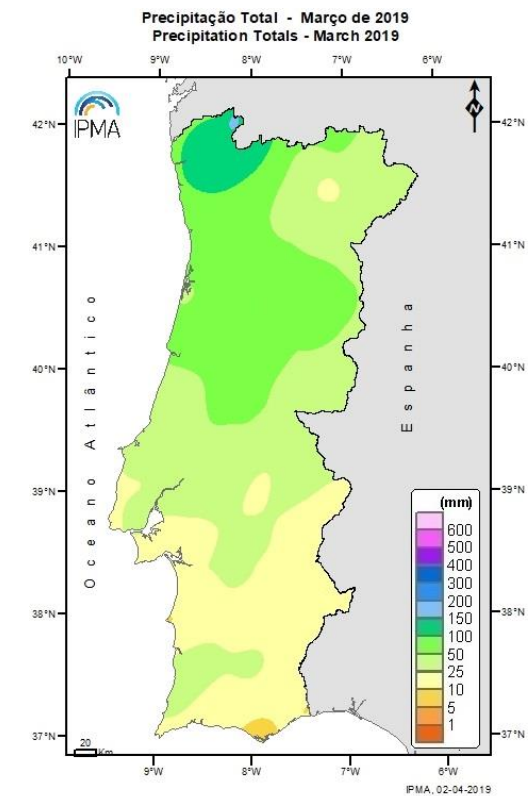 Precipitação Total - Março de 2019
Precipitation Totals - March 2019
10°W 9°W 8°W 7°W 6°W
IPMA
N
42°N 42°N
41°N 41°N
40°N 40°N
39°N 39°N
38°N 38°N
37°N 37°N
Oceano Atlântico
Espanha
(mm)
600
500
400
300
200
150
100
50
25
10
5
1
20
Km
9°W 8°W 7°W 6°W
IPMA, 02-04-2019